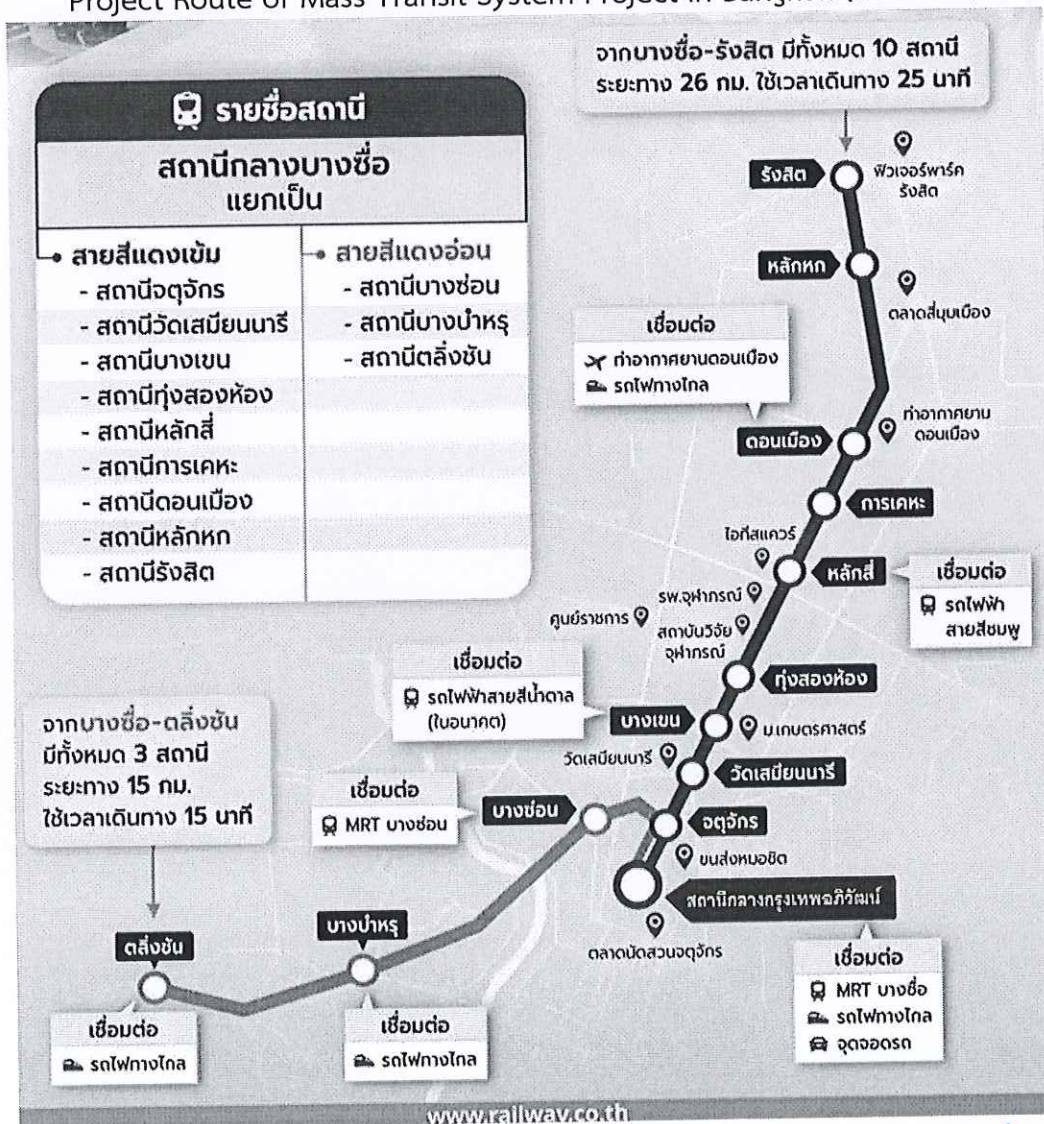 Project Route of Mass Transit System Project in Bangkok
จากบางซื่อ-รังสิต มีทั้งหมด 10 สถานี
ระยะทาง 26 กม. ใช้เวลาเดินทาง 25 นาที
รายชื่อสถานี
สถานีกลางบางซื่อ
แยกเป็น
สายสีแดงเข้ม
- สถานีจตุจักร
- สถานีวัดเสมียนนารี
- สถานีบางเขน
- สถานีทุ่งสองห้อง
- สถานีหลักสี่
- สถานีการเคหะ
- สถานีดอนเมือง
- สถานีหลักหก
- สถานีรังสิต
สายสีแดงอ่อน
- สถานีบางซ่อน
- สถานีบางบำหรุ
- สถานีตลิ่งชัน
รังสิต
ฟิวเจอร์พาร์ค
รังสิต
หลักหก
ตลาดสี่มุมเมือง
เชื่อมต่อ
ท่าอากาศยานดอนเมือง
รถไฟทางไกล
ดอนเมือง
ท่าอากาศยาน
ดอนเมือง
การเคหะ
ไอทีสแควร์
หลักสี่
เชื่อมต่อ
รถไฟฟ้า
สายสีชมพู
รพ.จุฬาภรณ์
ศูนย์ราชการ
สถาบันวิจัย
จุฬาภรณ์
ทุ่งสองห้อง
เชื่อมต่อ
รถไฟฟ้าสายสีน้ำตาล
(ในอนาคต)
บางเขน
ม.เกษตรศาสตร์
วัดเสมียนนารี
วัดเสมียนนารี
จากบางซื่อ-ตลิ่งชัน
มีทั้งหมด 3 สถานี
ระยะทาง 15 กม.
ใช้เวลาเดินทาง 15 นาที
เชื่อมต่อ
MRT บางซ่อน
บางซ่อน
จตุจักร
ขนส่งหมอชิต
สถานีกลางกรุงเทพอภิวัฒน์
ตลาดนัดสวนจตุจักร
เชื่อมต่อ
MRT บางซื่อ
รถไฟทางไกล
จุดจอดรถ
ตลิ่งชัน
เชื่อมต่อ
รถไฟทางไกล
บางบำหรุ
เชื่อมต่อ
รถไฟทางไกล
www.railway.co.th